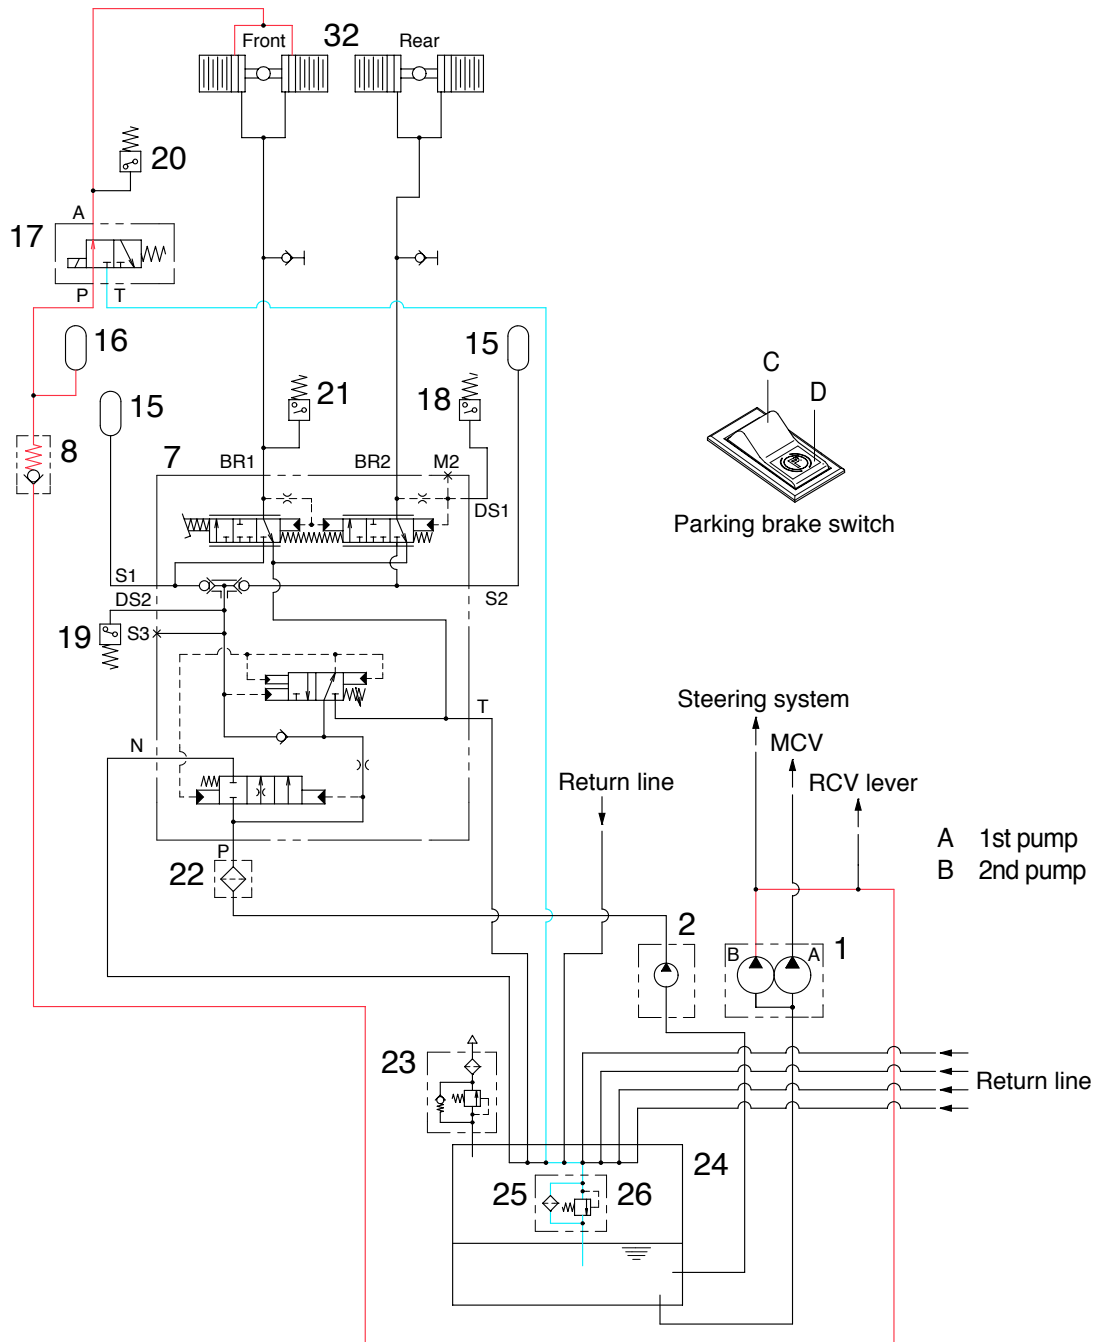 Front
32
Rear
20
A
17
P
T
16
15
15
21
18
C
D
8
7
BR1
BR2
M2
DS1
Parking brake switch
S1
S2
DS2
19
S3
T
Steering system
N
MCV
Return line
RCV lever
A 1st pump
B 2nd pump
P
22
2
B
A
1
23
Return line
24
25
26